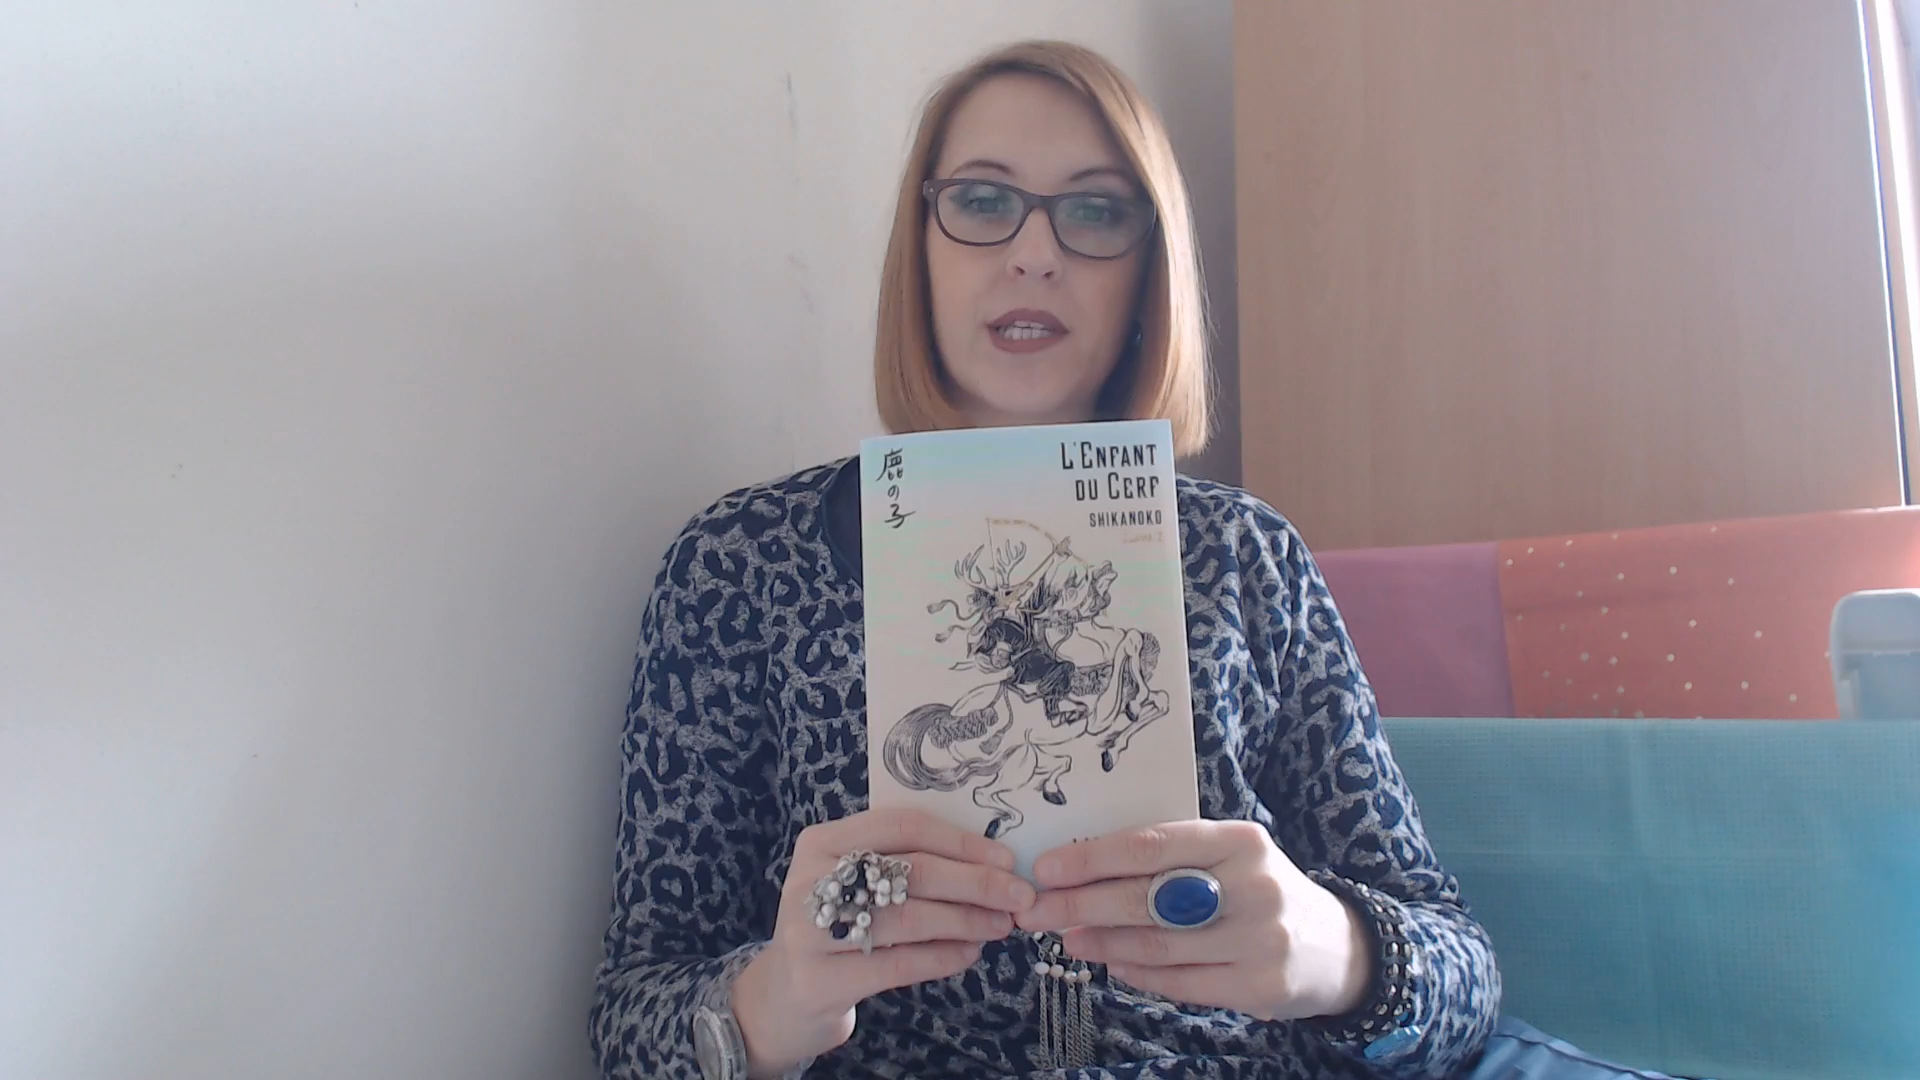 鹿の子
L'Enfant
du Cerf
SHIKANOKO